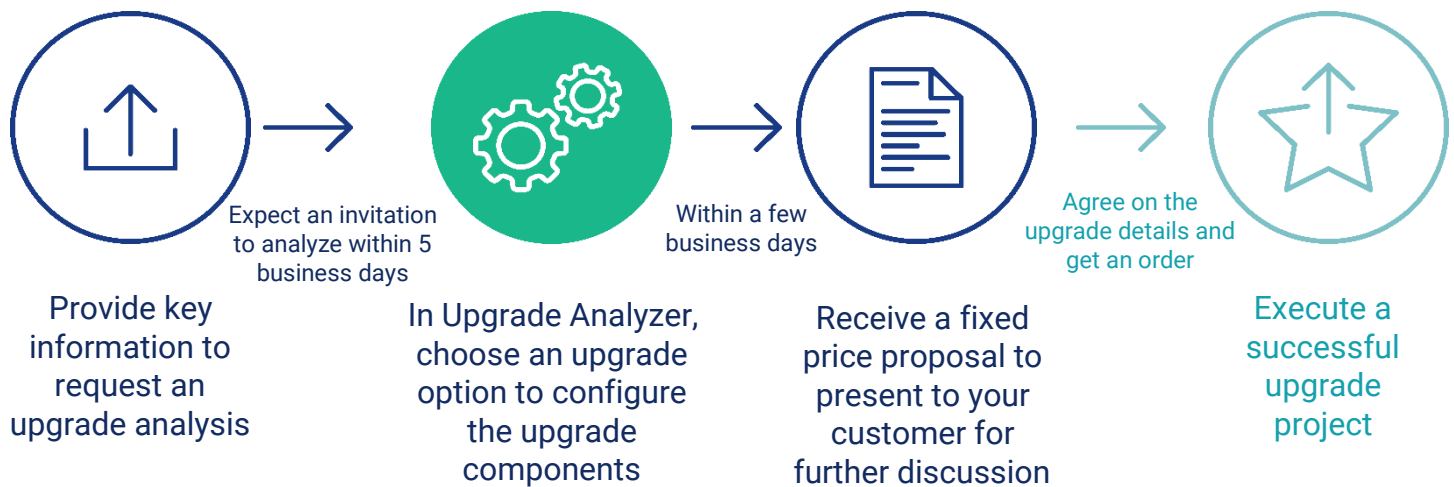 Provide key
information to
request an
upgrade analysis
Expect an invitation
to analyze within 5
business days
In Upgrade Analyzer,
choose an upgrade
option to configure
the upgrade
components
Within a few
business days
Receive a fixed
price proposal to
present to your
customer for
further discussion
Agree on the
upgrade details and
get an order
Execute a
successful
upgrade
project